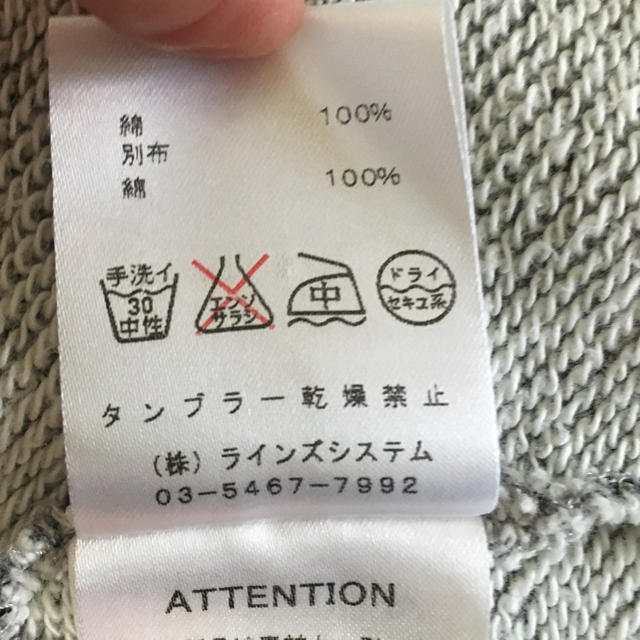 綿 100%
別布
綿 100%
手洗イ
30
中性
エンソ
サラシ
中
ドライ
セキユ系
タンブラー乾燥禁止
（株）ラインズシステム
03-5467-7992
ATTENTION